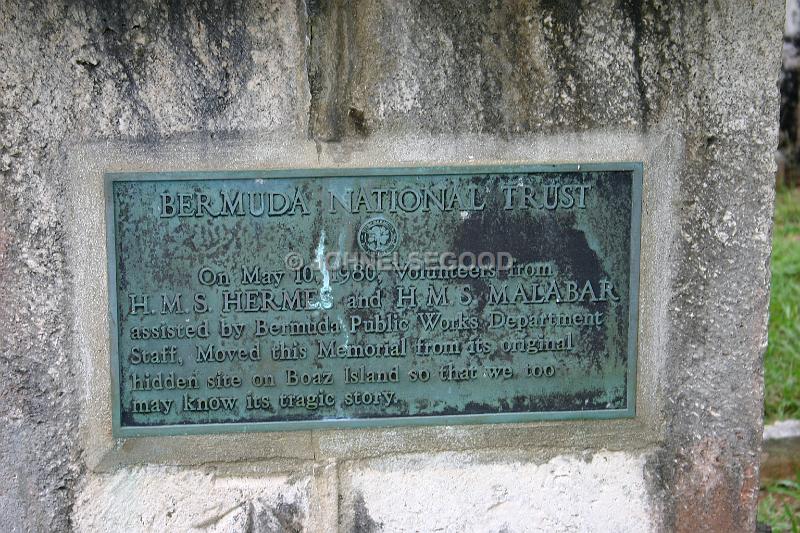 BERMUDA NATIONAL TRUST
© JOHNELSEGOOD
On May 10, 1980, Volunteers from
H. M. S. HERMES and H. M. S. MALABAR
assisted by Bermuda Public Works Department
Staff, Moved this Memorial from its original
hidden site on Boaz Island so that we too
may know its tragic story.